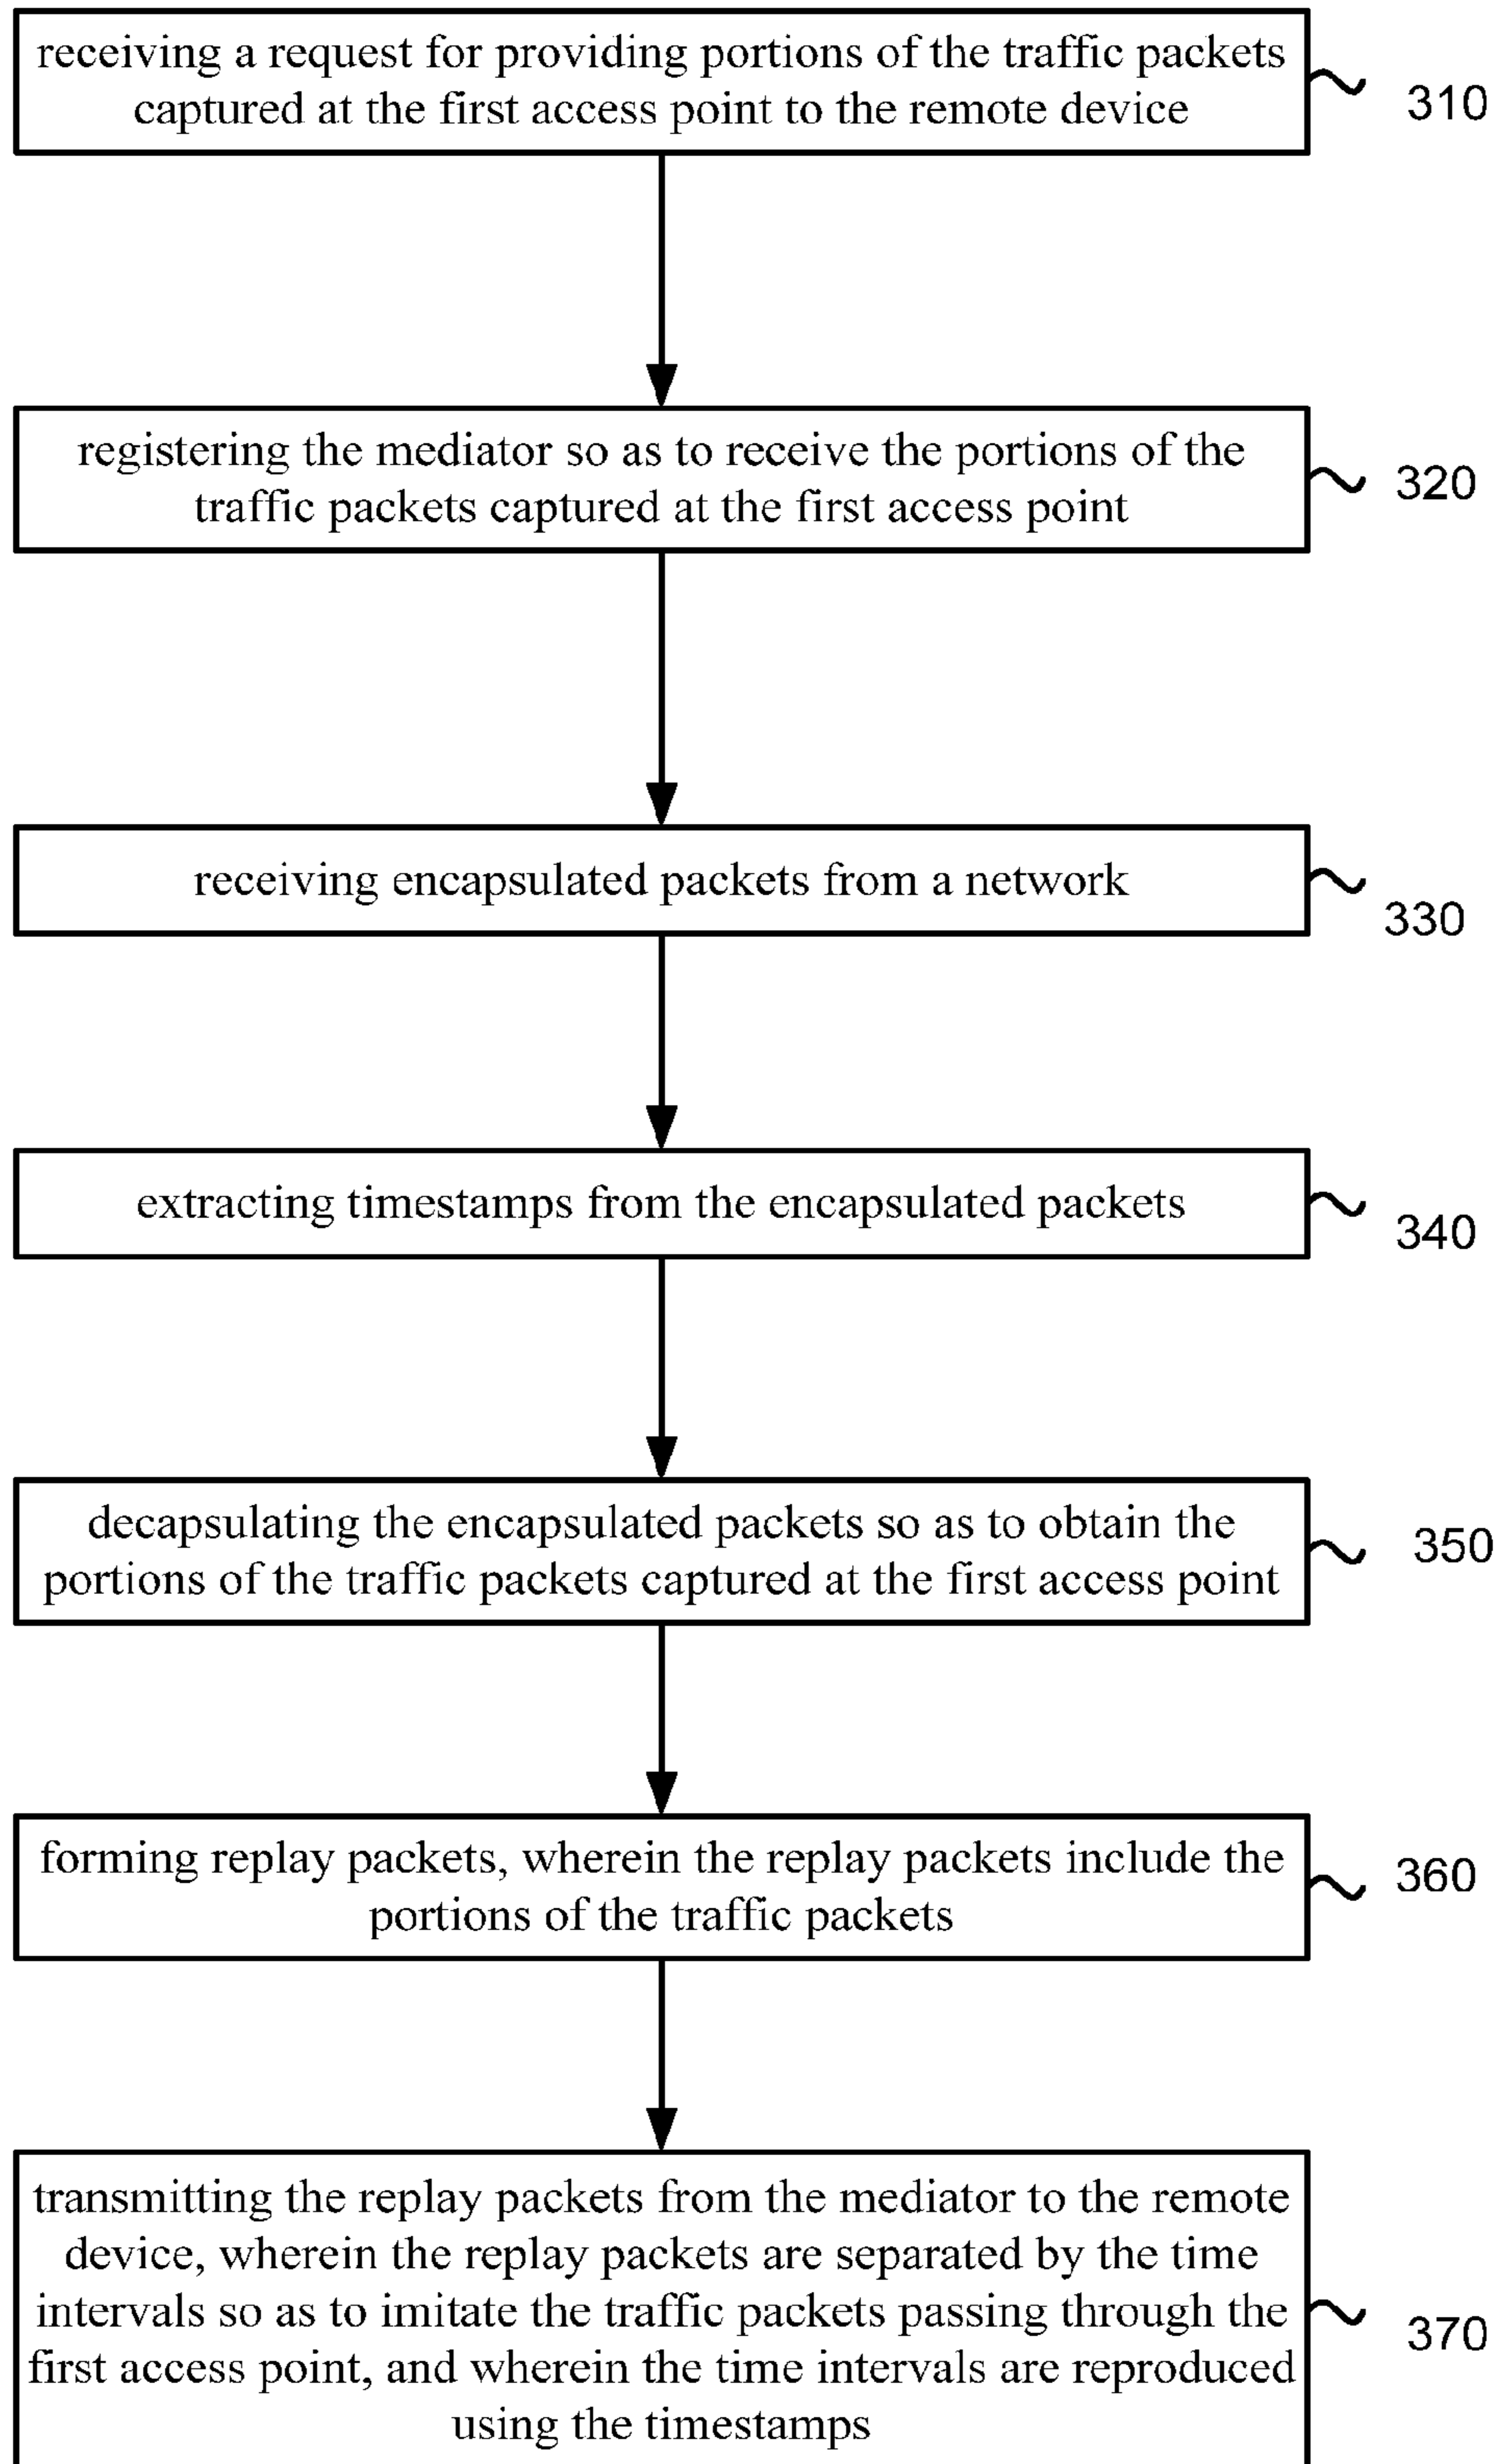 receiving a request for providing portions of the traffic packets
captured at the first access point to the remote device
310
registering the mediator so as to receive the portions of the
traffic packets captured at the first access point
320
receiving encapsulated packets from a network
330
extracting timestamps from the encapsulated packets
340
decapsulating the encapsulated packets so as to obtain the
portions of the traffic packets captured at the first access point
350
forming replay packets, wherein the replay packets include the
portions of the traffic packets
360
transmitting the replay packets from the mediator to the remote
device, wherein the replay packets are separated by the time
intervals so as to imitate the traffic packets passing through the
first access point, and wherein the time intervals are reproduced
using the timestamps
370